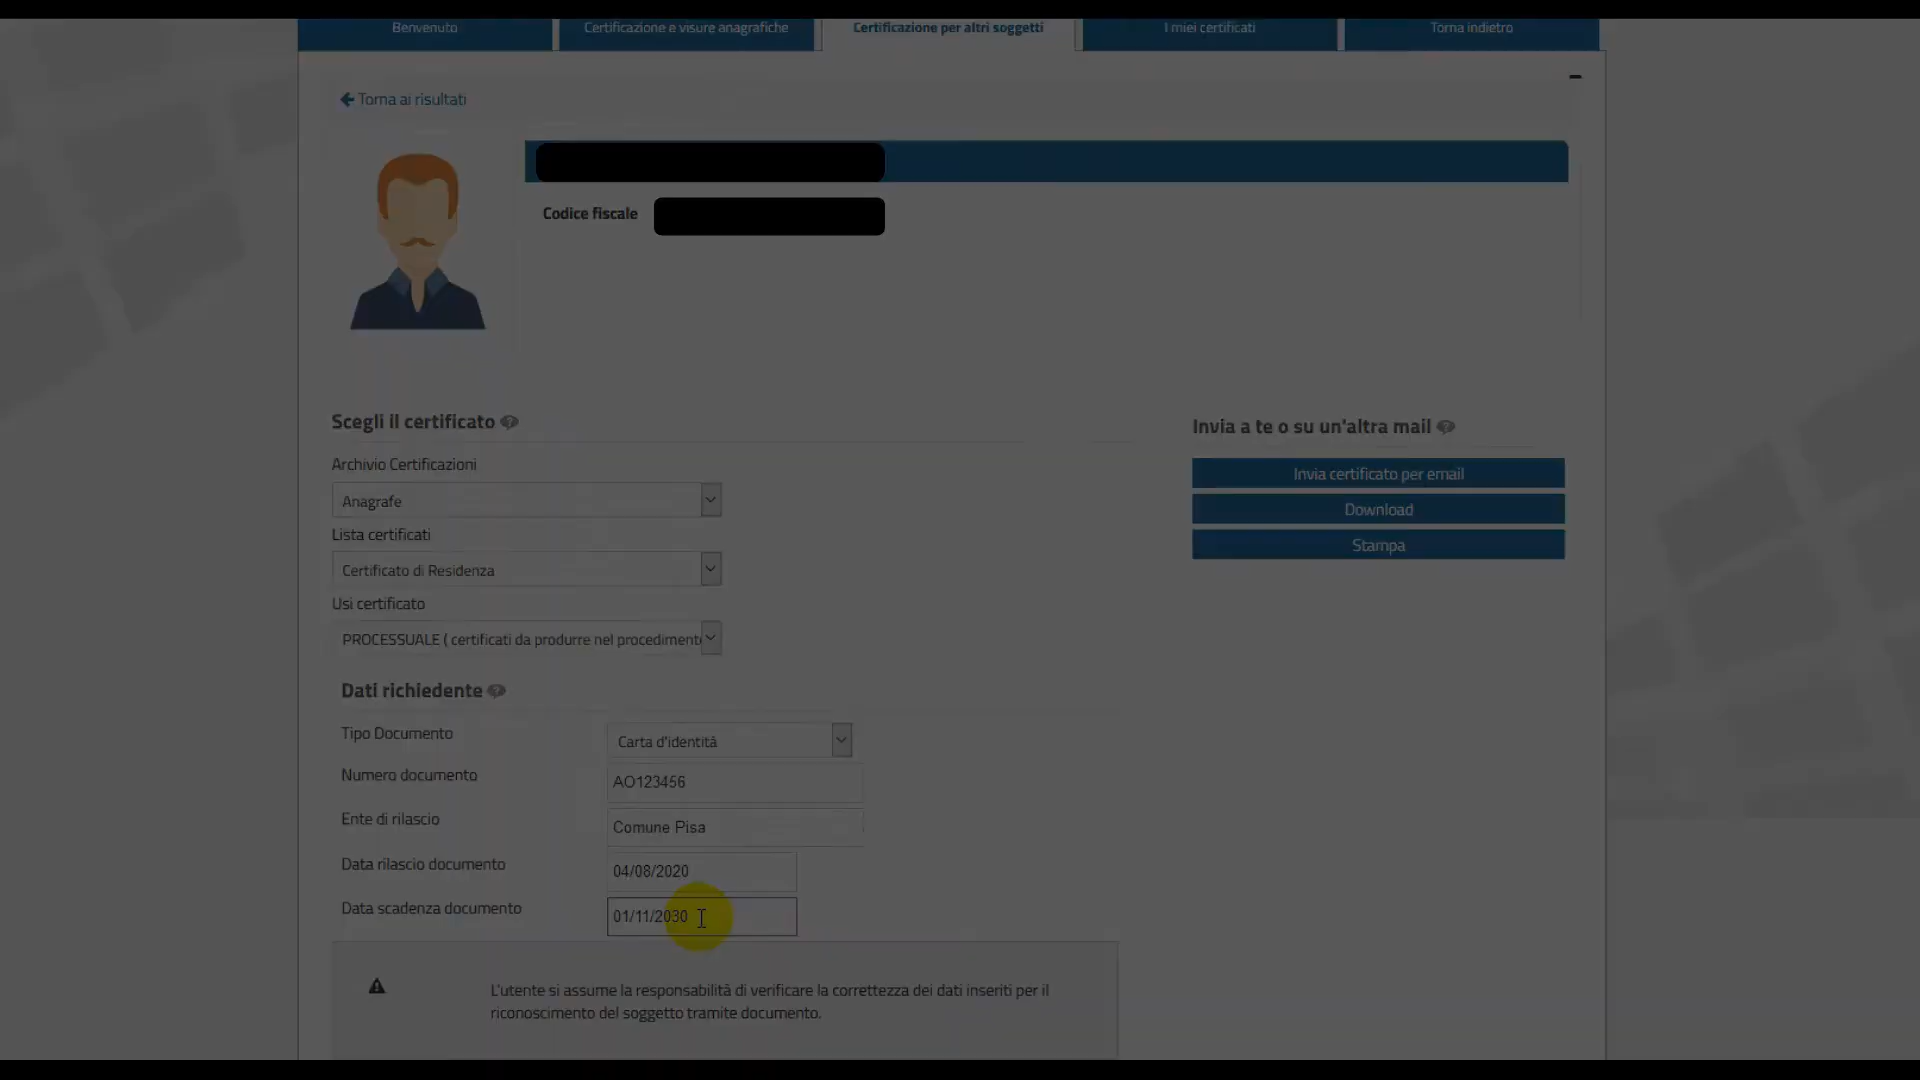 Benvenuto
Certificazione e visure anagrafiche
Certificazione per altri soggetti
I miei certificati
Torna indietro
Torna ai risultati
Codice fiscale
Scegli il certificato
Invia a te o su un'altra mail
Archivio Certificazioni
Invia certificato per email
Anagrafe
Download
Lista certificati
Stampa
Certificato di Residenza
Usi certificato
PROCESSUALE ( certificati da produrre nel procedimento
Dati richiedente
Tipo Documento
Carta d'identità
Numero documento
AO123456
Ente di rilascio
Comune Pisa
Data rilascio documento
04/08/2020
Data scadenza documento
01/11/2030
L'utente si assume la responsabilità di verificare la correttezza dei dati inseriti per il
riconoscimento del soggetto tramite documento.